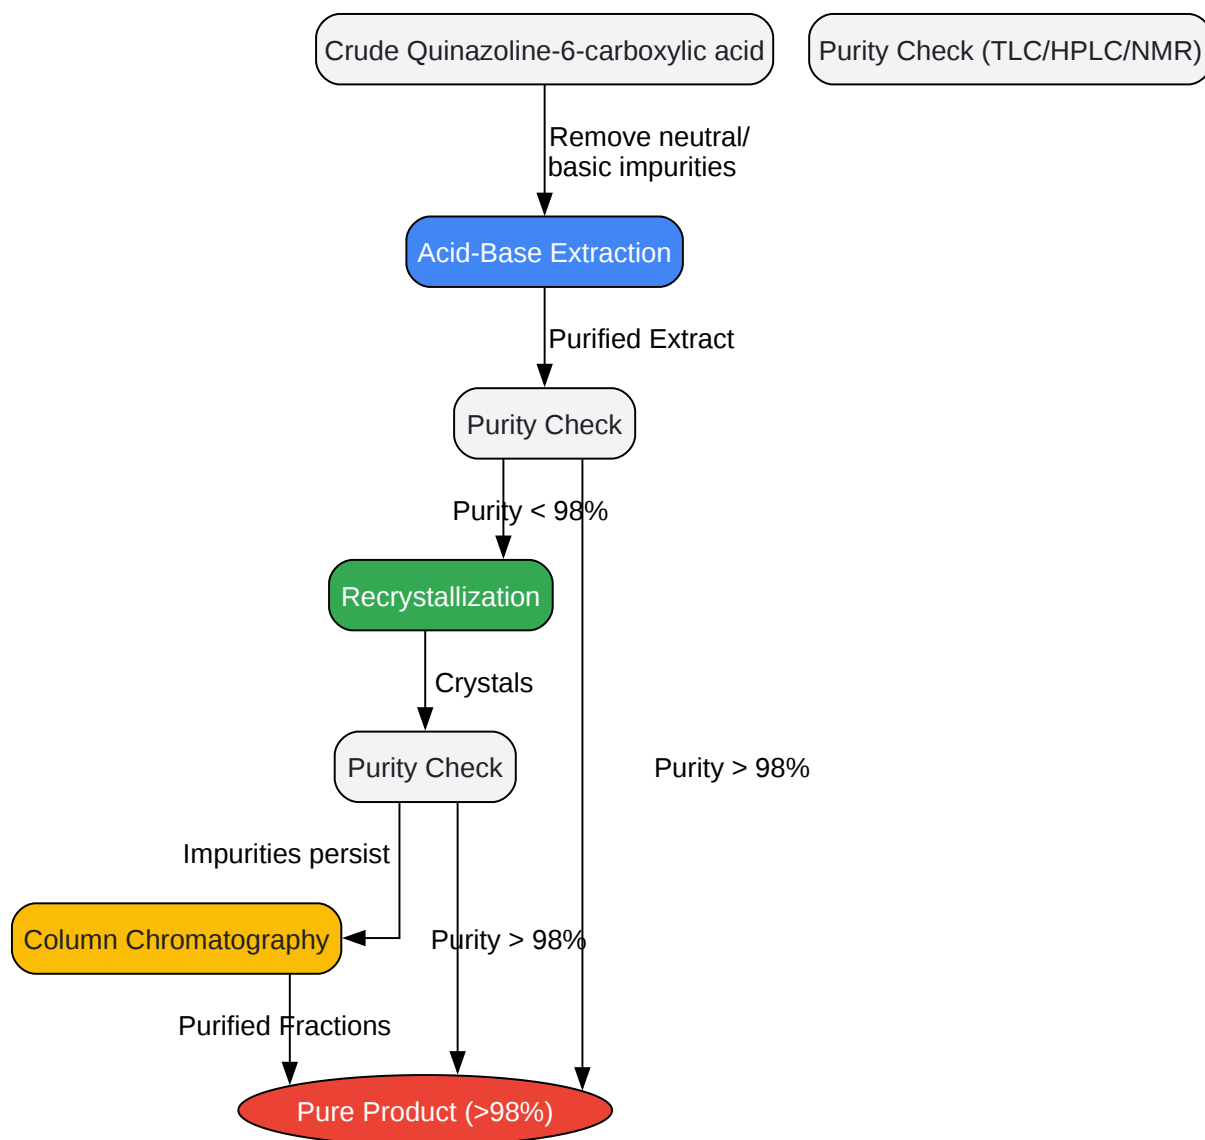 Crude Quinazoline-6-carboxylic acid
Purity Check (TLC/HPLC/NMR)
Remove neutral/
basic impurities
Acid-Base Extraction
Purified Extract
Purity Check
Purity < 98%
Recrystallization
Crystals
Purity Check
Purity > 98%
Impurities persist
Column Chromatography
Purity > 98%
Purified Fractions
Pure Product (>98%)